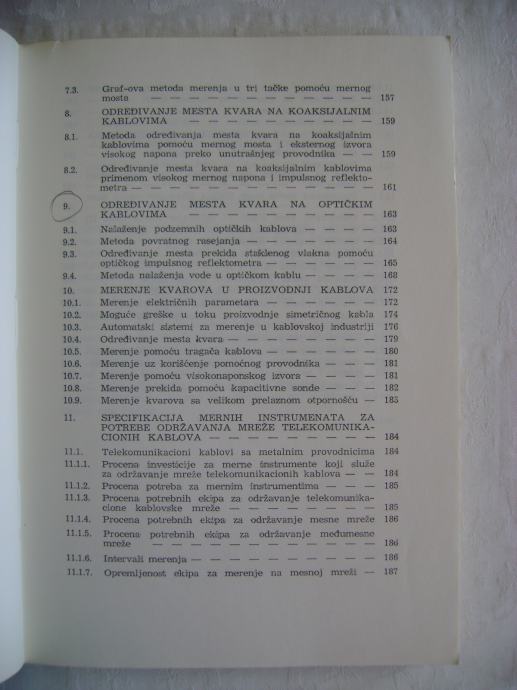 7.3. Graf-ova metoda merenja u tri tačke pomoću mernog
mosta — — — — — — — — — — — — 157
8. ODREĐIVANJE MESTA KVARA NA KOAKSIJALNIM
KABLOVIMA — — — — — — — — — — 159
8.1. Metoda određivanja mesta kvara na koaksijalnim
kablovima pomoću mernog mosta i eksternog izvora
visokog napona preko unutrašnjeg provodnika — — — 159
8.2. Određivanje mesta kvara na koaksijalnim kablovima
primenom visokog mernog napona i impulsnog reflekto-
metra — — — — — — — — — — — — 161
9. ODREĐIVANJE MESTA KVARA NA OPTIČKIM
KABLOVIMA — — — — — — — — — — 163
9.1. Nalaženje podzemnih optičkih kablova — — — — 163
9.2. Metoda povratnog rasejanja — — — — — — — 164
9.3. Određivanje mesta prekida staklenog vlakna pomoću
optičkog impulsnog reflektometra — — — — — — 165
9.4. Metoda nalaženja vode u optičkom kablu — — — — 168
10. MERENJE KVAROVA U PROIZVODNJI KABLOVA 172
10.1. Merenje električnih parametara — — — — — — 172
10.2. Moguće greške u toku proizvodnje simetričnog kabla 174
10.3. Automatski sistemi za merenje u kablovskoj industriji 176
10.4. Određivanje mesta kvara — — — — — — — — 179
10.5. Merenje pomoću tragača kablova — — — — — — 180
10.6. Merenje uz korišćenje pomoćnog provodnika — — — 181
10.7. Merenje pomoću visokonaponskog izvora — — — — 181
10.8. Merenje prekida pomoću kapacitivne sonde — — — 182
10.9. Merenje kvarova sa velikom prelaznom otpornošću — — 183
11. SPECIFIKACIJA MERNIH INSTRUMENATA ZA
POTREBE ODRŽAVANJA MREŽE TELEKOMUNIKA-
CIONIH KABLOVA — — — — — — — — 184
11.1. Telekomunikacioni kablovi sa metalnim provodnicima 184
11.1.1. Procena investicije za merne instrumente koji služe
za održavanje mreže telekomunikacionih kablova — — 184
11.1.2. Procena potreba za mernim instrumentima — — — 185
11.1.3. Procena potrebnih ekipa za održavanje telekomunika-
cione kablovske mreže — — — — — — — — 185
11.1.4. Procena potrebnih ekipa za održavanje mesne mreže 186
11.1.5. Procena potrebnih ekipa za održavanje međumesne
mreže — — — — — — — — — — — — 186
11.1.6. Intervali merenja — — — — — — — — — — 186
11.1.7. Opremljenost ekipa za merenje na mesnoj mreži — 187